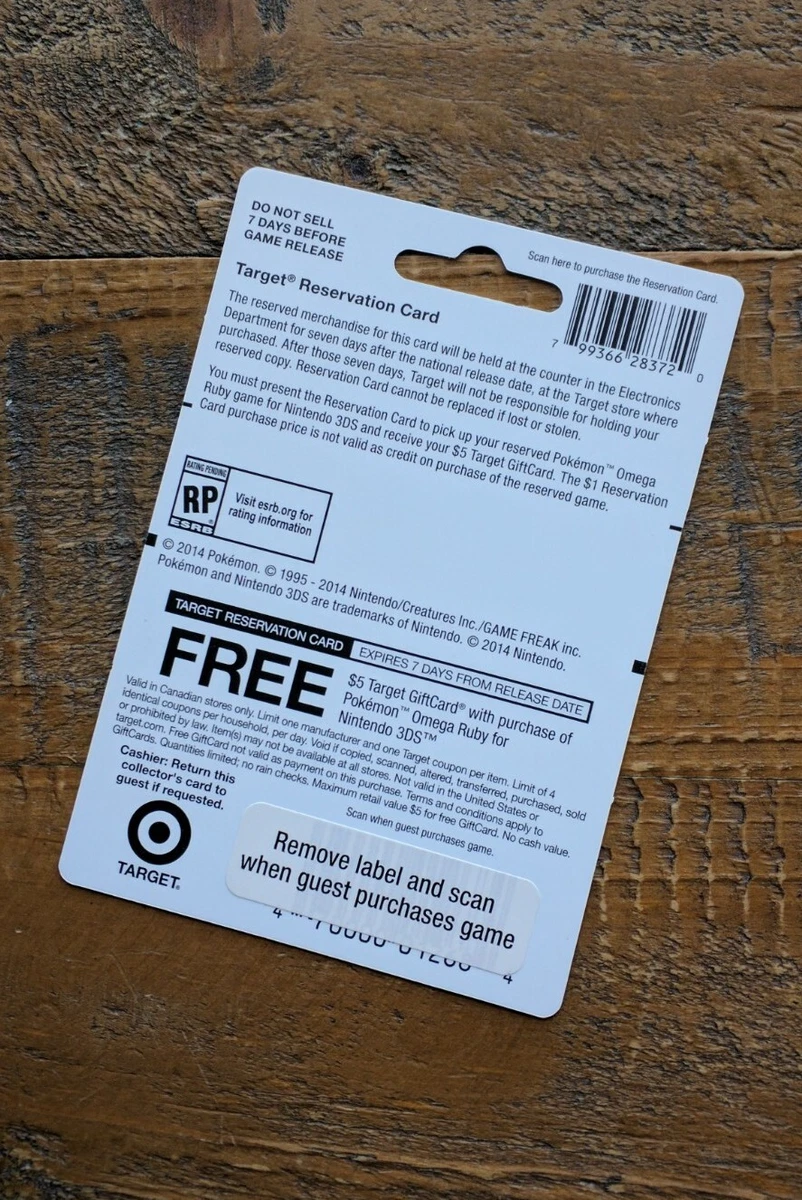 DO NOT SELL
7 DAYS BEFORE
GAME RELEASE
Scan here to purchase the Reservation Card.
7 99366 28372 0
Target® Reservation Card
The reserved merchandise for this card will be held at the counter in the Electronics
Department for seven days after the national release date, at the Target store where
purchased. After those seven days, Target will not be responsible for holding your
reserved copy. Reservation Card cannot be replaced if lost or stolen.
You must present the Reservation Card to pick up your reserved Pokémon™ Omega
Ruby game for Nintendo 3DS and receive your $5 Target GiftCard. The $1 Reservation
Card purchase price is not valid as credit on purchase of the reserved game.
RATING PENDING
RP
ESRB
Visit esrb.org for
rating information
© 2014 Pokémon. © 1995 - 2014 Nintendo/Creatures Inc./GAME FREAK inc.
Pokémon and Nintendo 3DS are trademarks of Nintendo. © 2014 Nintendo.
TARGET RESERVATION CARD EXPIRES 7 DAYS FROM RELEASE DATE
FREE
$5 Target GiftCard® with purchase of
Pokémon™ Omega Ruby for
Nintendo 3DS™
Valid in Canadian stores only. Limit one manufacturer and one Target coupon per item. Limit of 4
identical coupons per household, per day. Void if copied, scanned, altered, transferred, purchased, sold
or prohibited by law. Item(s) may not be available at all stores. Not valid in the United States or
target.com. Free GiftCard not valid as payment on this purchase. Terms and conditions apply to
GiftCards. Quantities limited; no rain checks. Maximum retail value $5 for free GiftCard. No cash value.
Cashier: Return this
collector's card to
guest if requested.
TARGET®
Scan when guest purchases game.
Remove label and scan
when guest purchases game